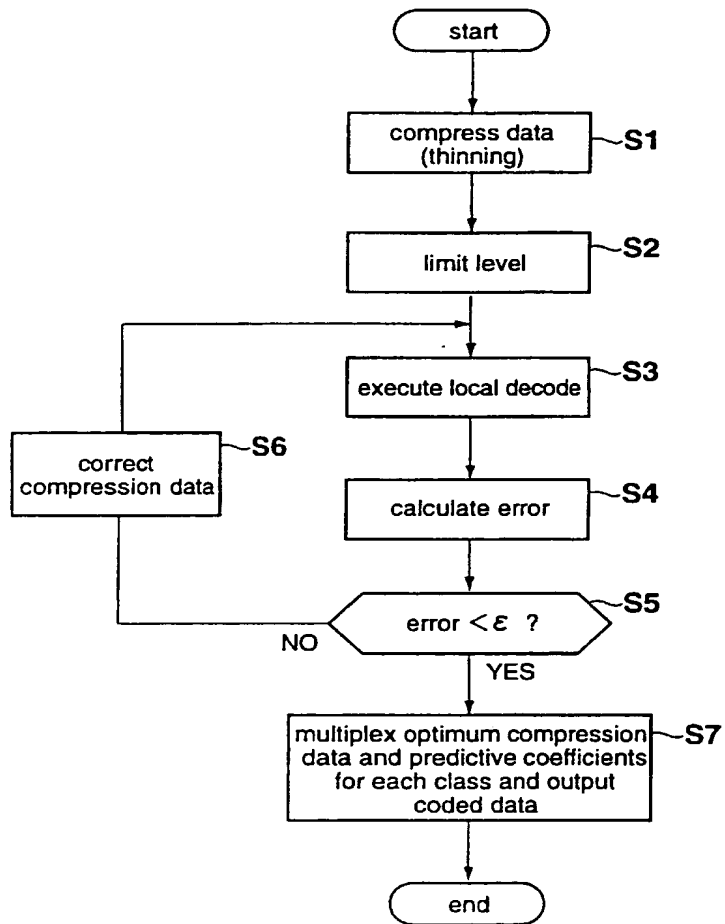 start
compress data
(thinning)
S1
limit level
S2
execute local decode
S3
correct
compression data
S6
calculate error
S4
error < ε ?
S5
NO
YES
multiplex optimum compression
data and predictive coefficients
for each class and output
coded data
S7
end